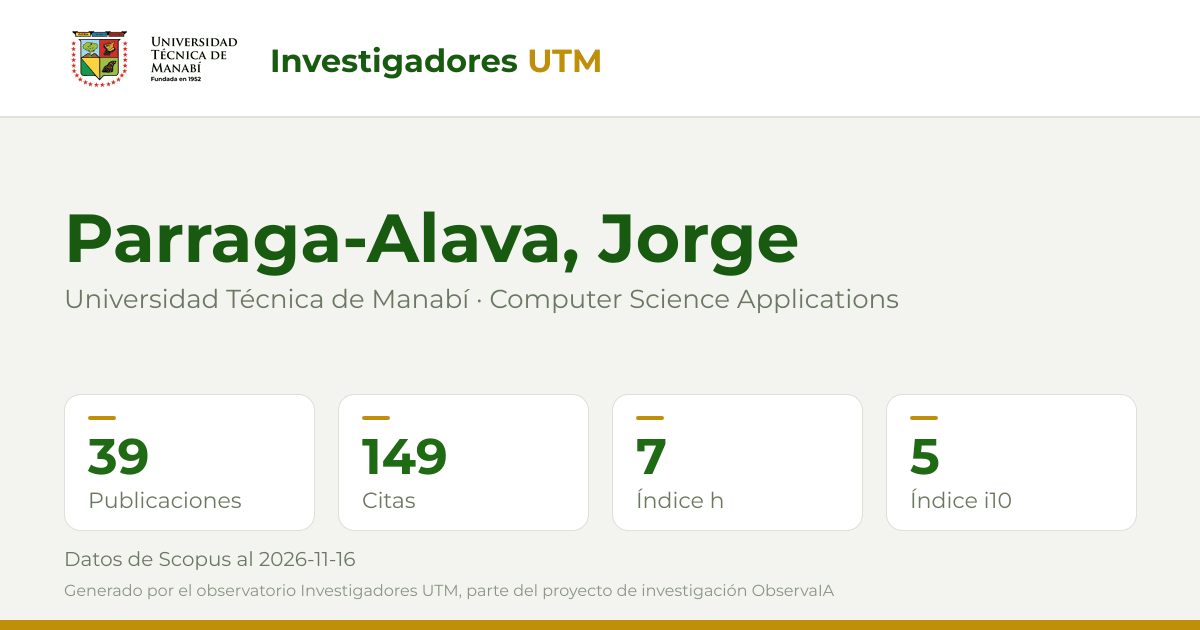 UNIVERSIDAD
TÉCNICA DE
MANABÍ
Fundada en 1952
Investigadores UTM
Parraga-Alava, Jorge
Universidad Técnica de Manabí · Computer Science Applications
39
Publicaciones
149
Citas
7
Índice h
5
Índice i10
Datos de Scopus al 2026-11-16
Generado por el observatorio Investigadores UTM, parte del proyecto de investigación ObservaIA